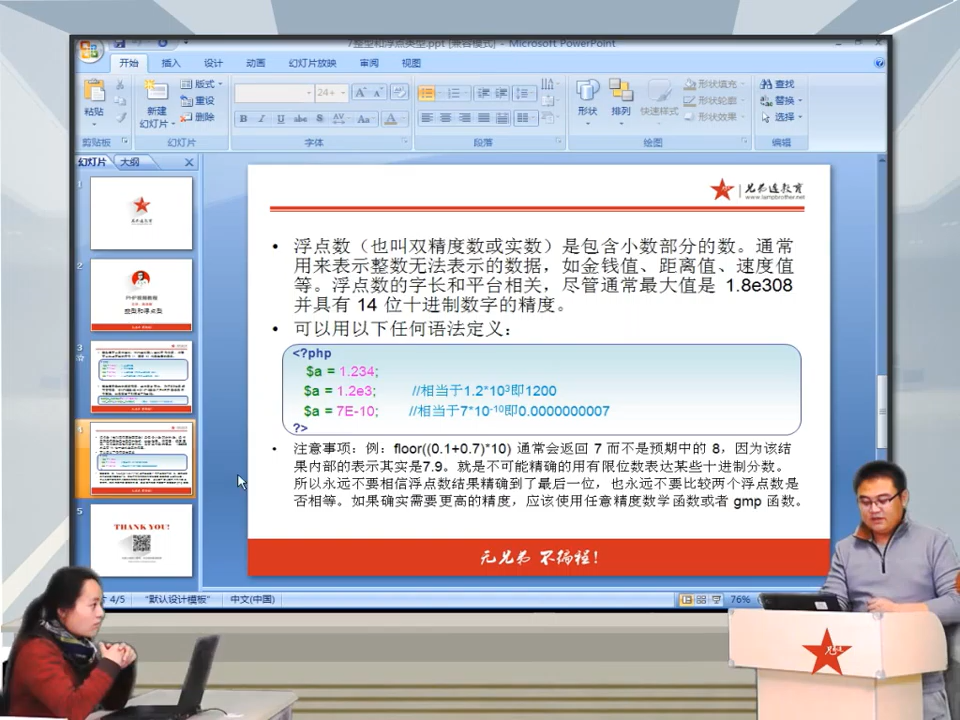 7整型和浮点类型.ppt [兼容模式] - Microsoft PowerPoint
开始 插入 设计 动画 幻灯片放映 审阅 视图
粘贴
新建
幻灯片
版式
重设
删除
24
形状
排列
快速样式
形状填充
形状轮廓
形状效果
查找
替换
选择
剪贴板 幻灯片 字体 段落 绘图 编辑
幻灯片 大纲
1
2
整型和浮点型
3
4
5
THANK YOU!
兄弟连教育
www.lampbrother.net
• 浮点数（也叫双精度数或实数）是包含小数部分的数。通常
用来表示整数无法表示的数据，如金钱值、距离值、速度值
等。浮点数的字长和平台相关，尽管通常最大值是 1.8e308
并具有 14 位十进制数字的精度。
• 可以用以下任何语法定义：
<?php
$a = 1.234;
$a = 1.2e3; //相当于1.2*10³即1200
$a = 7E-10; //相当于7*10⁻¹⁰即0.0000000007
?>
• 注意事项：例：floor((0.1+0.7)*10) 通常会返回 7 而不是预期中的 8，因为该结
果内部的表示其实是7.9。就是不可能精确的用有限位数表达某些十进制分数。
所以永远不要相信浮点数结果精确到了最后一位，也永远不要比较两个浮点数是
否相等。如果确实需要更高的精度，应该使用任意精度数学函数或者 gmp 函数。
无兄弟 不编程！
4/5 "默认设计模板" 中文(中国) 76%